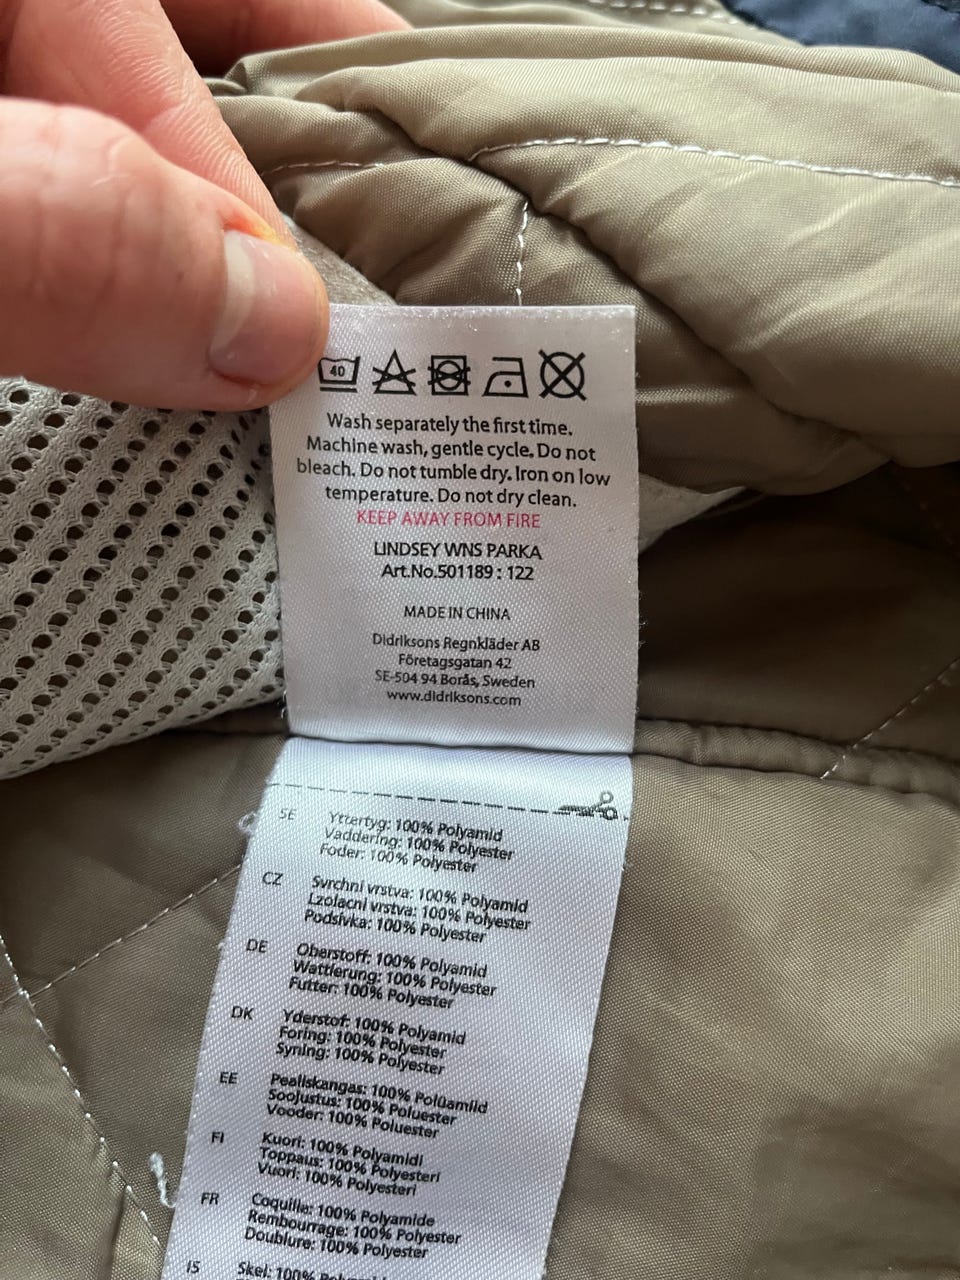 40
Wash separately the first time.
Machine wash, gentle cycle. Do not
bleach. Do not tumble dry. Iron on low
temperature. Do not dry clean.
KEEP AWAY FROM FIRE
LINDSEY WNS PARKA
Art.No.501189 : 122
MADE IN CHINA
Didriksons Regnkläder AB
Företagsgatan 42
SE-504 94 Borås, Sweden
www.didriksons.com
SE Yttertyg: 100% Polyamid
Vaddering: 100% Polyester
Foder: 100% Polyester
CZ Svrchni vrstva: 100% Polyamid
Lzolacni vrstva: 100% Polyester
Podsivka: 100% Polyester
DE Oberstoff: 100% Polyamid
Wattierung: 100% Polyester
Futter: 100% Polyester
DK Yderstof: 100% Polyamid
Foring: 100% Polyester
Syning: 100% Polyester
EE Pealiskangas: 100% Polüamiid
Soojustus: 100% Poluester
Vooder: 100% Poluester
FI Kuori: 100% Polyamidi
Toppaus: 100% Polyesteri
Vuori: 100% Polyesteri
FR Coquille: 100% Polyamide
Rembourrage: 100% Polyester
Doublure: 100% Polyester
IS Skel: 100%